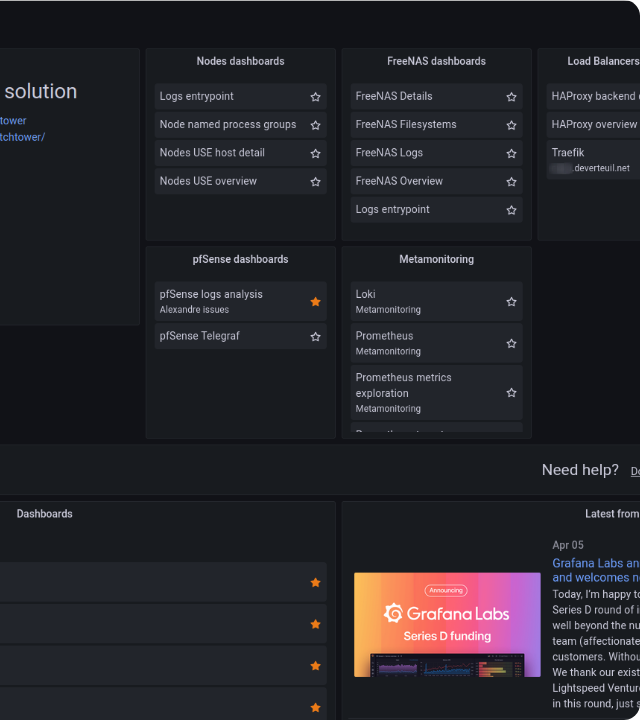 solution
tower
tchtower/
Nodes dashboards
Logs entrypoint
Node named process groups
Nodes USE host detail
Nodes USE overview
FreeNAS dashboards
FreeNAS Details
FreeNAS Filesystems
FreeNAS Logs
FreeNAS Overview
Logs entrypoint
Load Balancers
HAProxy backend
HAProxy overview
Traefik
.deverteuil.net
pfSense dashboards
pfSense logs analysis
Alexandre issues
pfSense Telegraf
Metamonitoring
Loki
Metamonitoring
Prometheus
Metamonitoring
Prometheus metrics
exploration
Metamonitoring
Need help?
Do
Dashboards
Latest from
Announcing
Grafana Labs
Series D funding
Apr 05
Grafana Labs an
and welcomes n
Today, I'm happy to
Series D round of i
well beyond the nu
team (affectionate
customers. Withou
We thank our exist
Lightspeed Venture
in this round, just s